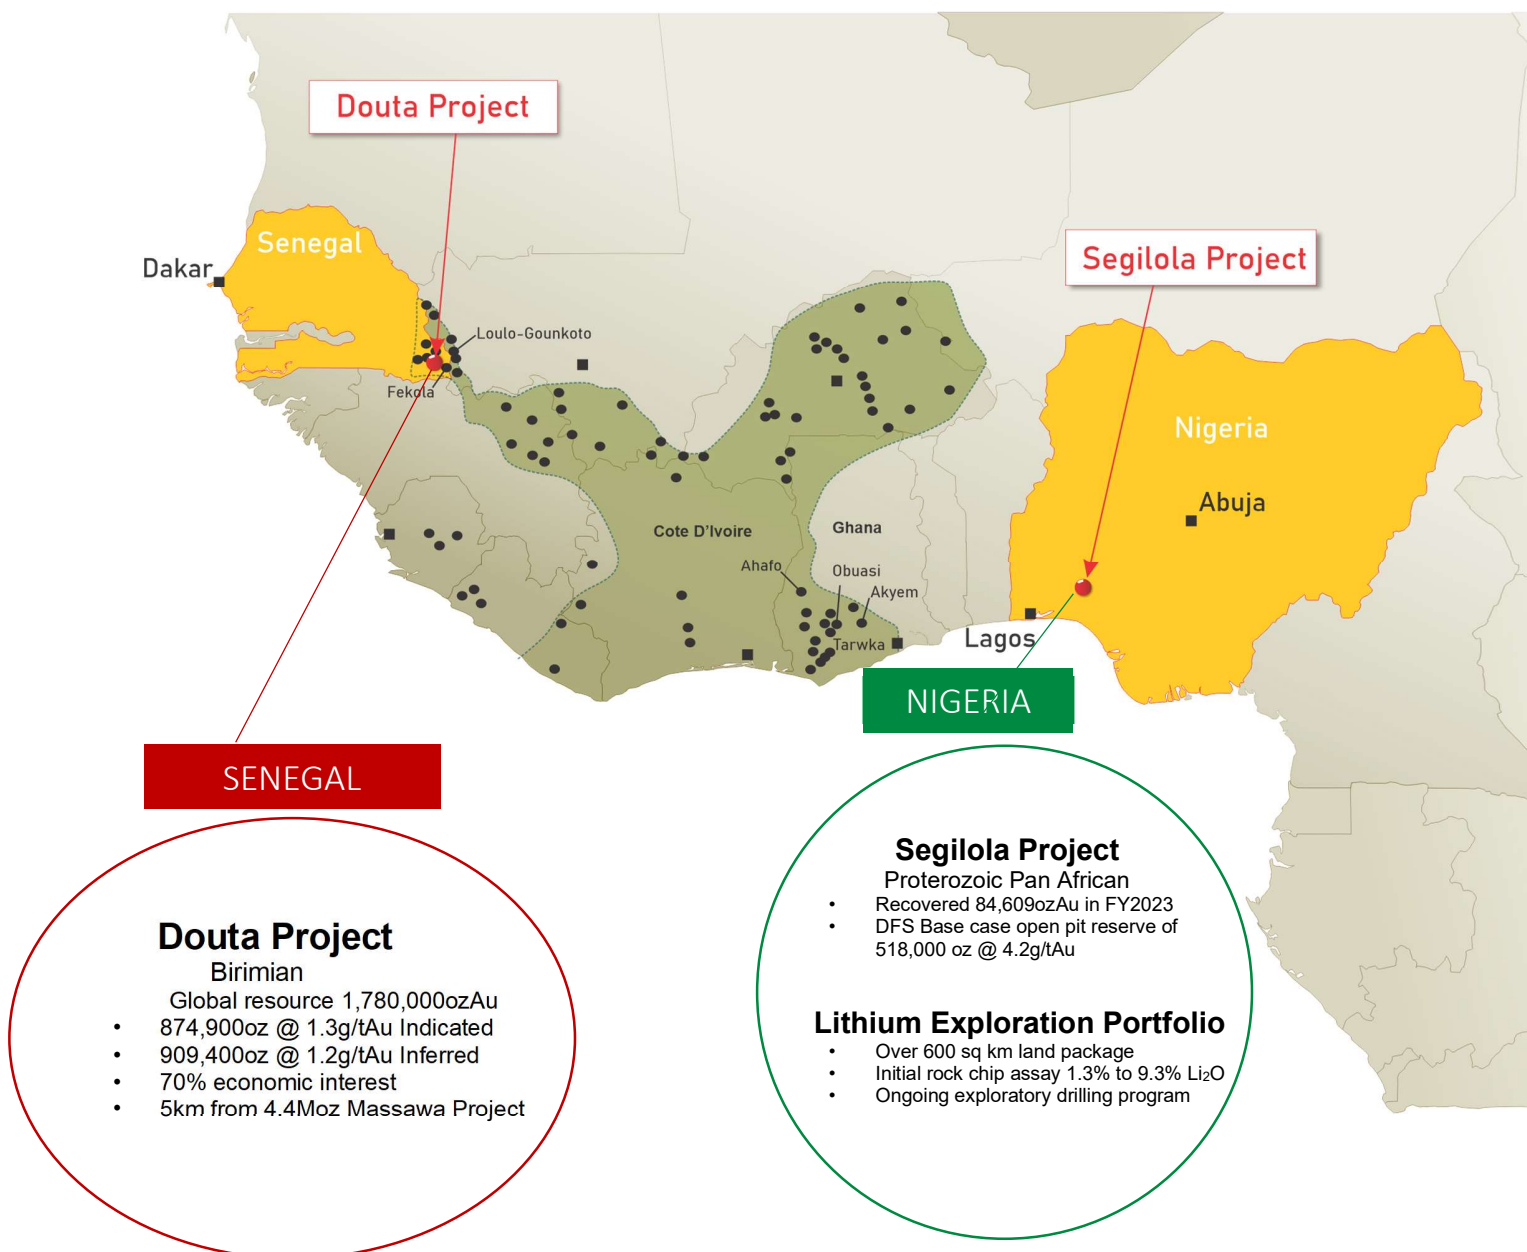 Douta Project
Senegal
Dakar
Segilola Project
Loulo-Gounkoto
Fekola
Nigeria
Abuja
Cote D'Ivoire
Ghana
Ahafo
Obuasi
Akyem
Tarwka
Lagos
NIGERIA
SENEGAL
Douta Project
Birimian
Global resource 1,780,000ozAu
• 874,900oz @ 1.3g/tAu Indicated
• 909,400oz @ 1.2g/tAu Inferred
• 70% economic interest
• 5km from 4.4Moz Massawa Project
Segilola Project
Proterozoic Pan African
• Recovered 84,609ozAu in FY2023
• DFS Base case open pit reserve of
518,000 oz @ 4.2g/tAu
Lithium Exploration Portfolio
• Over 600 sq km land package
• Initial rock chip assay 1.3% to 9.3% Li₂O
• Ongoing exploratory drilling program